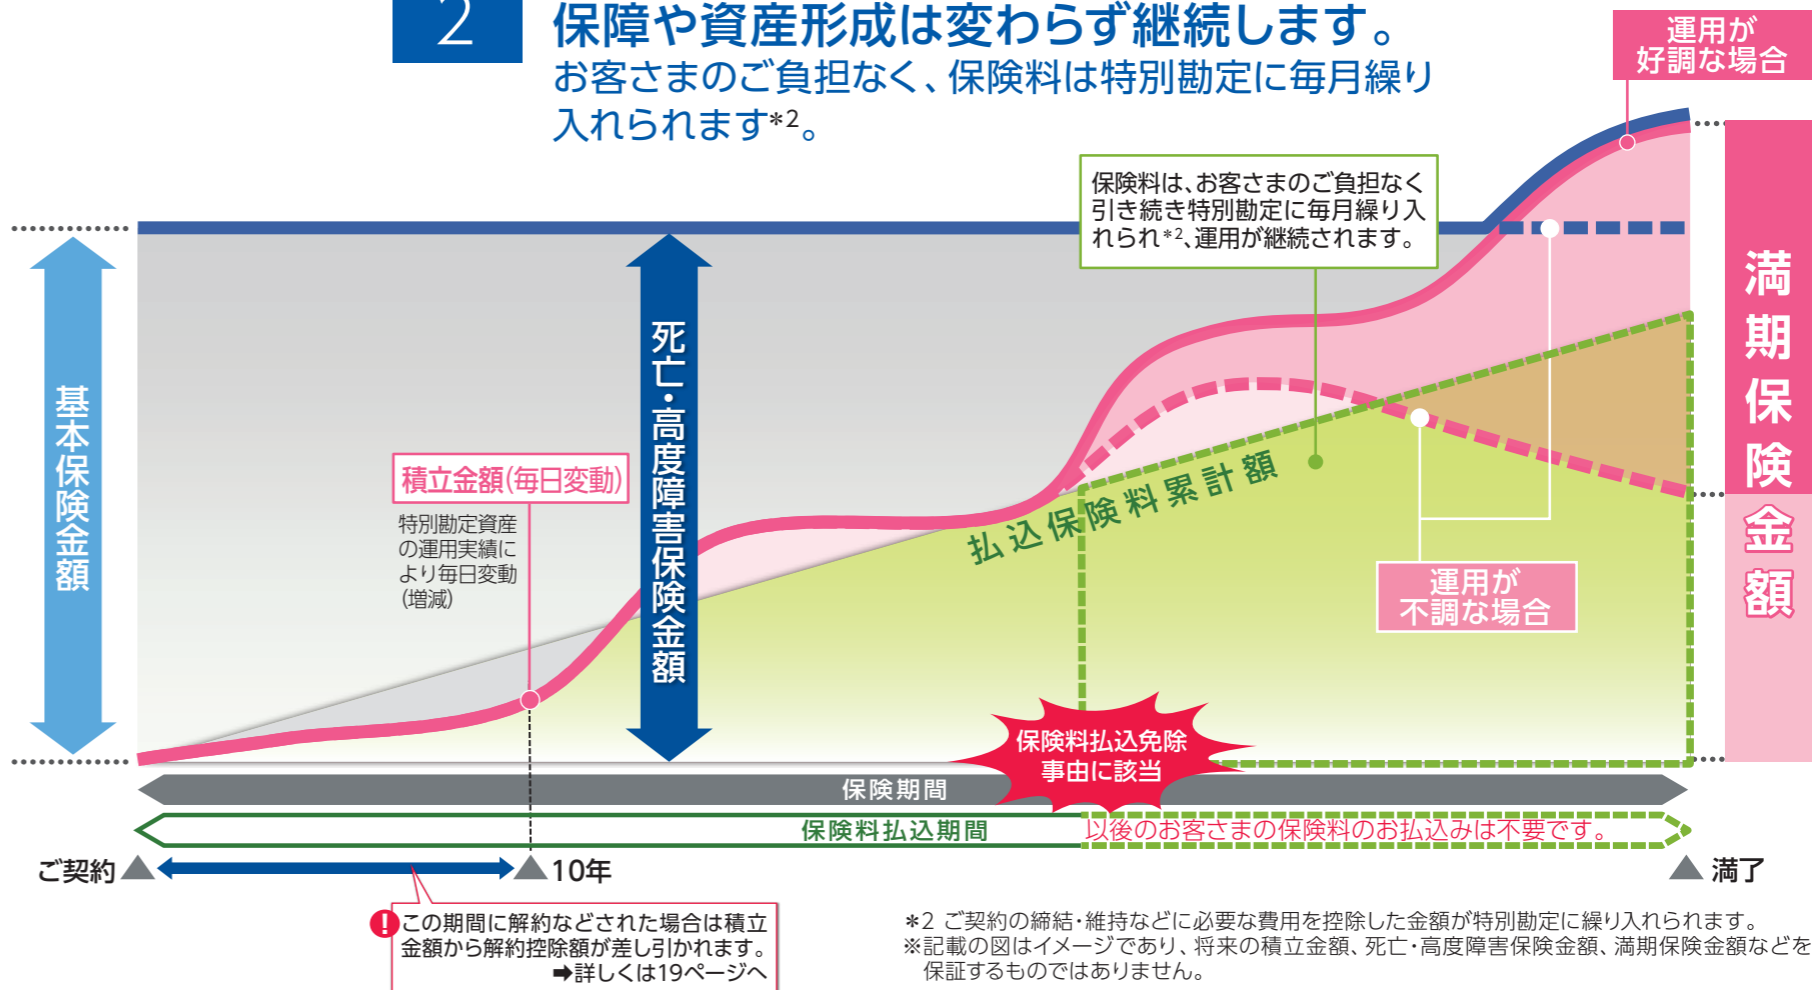 2
保障や資産形成は変わらず継続します。
お客さまのご負担なく、保険料は特別勘定に毎月繰り
入れられます*2。
運用が
好調な場合
保険料は、お客さまのご負担なく
引き続き特別勘定に毎月繰り入
れられ*2、運用が継続されます。
基本保険金額
死亡・高度障害保険金額
満期保険金額
積立金額(毎日変動)
特別勘定資産
の運用実績に
より毎日変動
(増減)
払込保険料累計額
運用が
不調な場合
保険料払込免除
事由に該当
保険期間
保険料払込期間
以後のお客さまの保険料のお払込みは不要です。
ご契約
10年
満了
! この期間に解約などされた場合は積立
金額から解約控除額が差し引かれます。
➡詳しくは19ページへ
*2 ご契約の締結・維持などに必要な費用を控除した金額が特別勘定に繰り入れられます。
※記載の図はイメージであり、将来の積立金額、死亡・高度障害保険金額、満期保険金額などを
保証するものではありません。